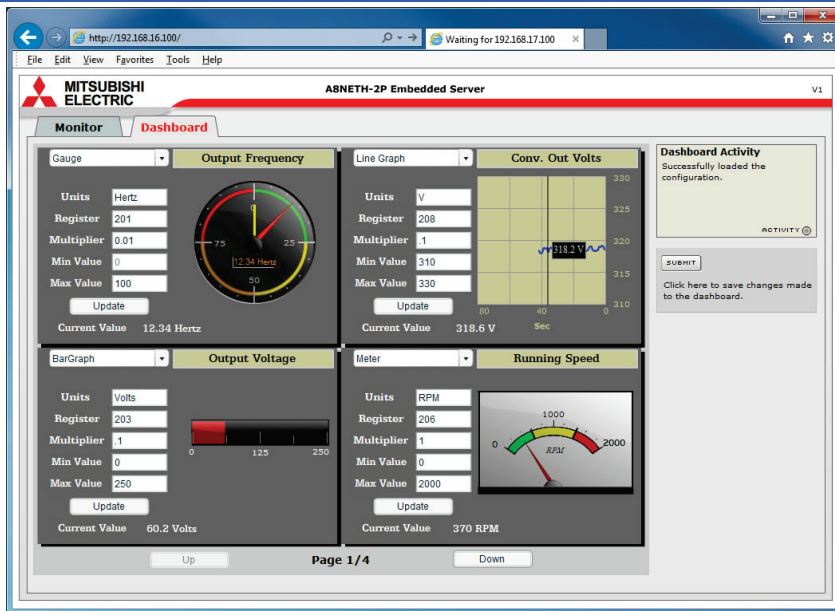 http://192.168.16.100/
Waiting for 192.168.17.100
File Edit View Favorites Tools Help
MITSUBISHI
ELECTRIC
A8NETH-2P Embedded Server
V1
Monitor
Dashboard
Gauge
Output Frequency
Units Hertz
Register 201
Multiplier 0.01
Min Value 0
Max Value 100
Update
Current Value 12.34 Hertz
0
75
25
12.34 Hertz
50
Line Graph
Conv. Out Volts
Units V
Register 208
Multiplier .1
Min Value 310
Max Value 330
Update
Current Value 318.6 V
330
325
320
318.2 V
315
310
80 40 0
Sec
Dashboard Activity
Successfully loaded the
configuration.
ACTIVITY
SUBMIT
Click here to save changes made
to the dashboard.
BarGraph
Output Voltage
Units Volts
Register 203
Multiplier .1
Min Value 0
Max Value 250
Update
Current Value 60.2 Volts
0 125 250
Meter
Running Speed
Units RPM
Register 206
Multiplier 1
Min Value 0
Max Value 2000
Update
Current Value 370 RPM
1000
0
2000
RPM
Up
Page 1/4
Down